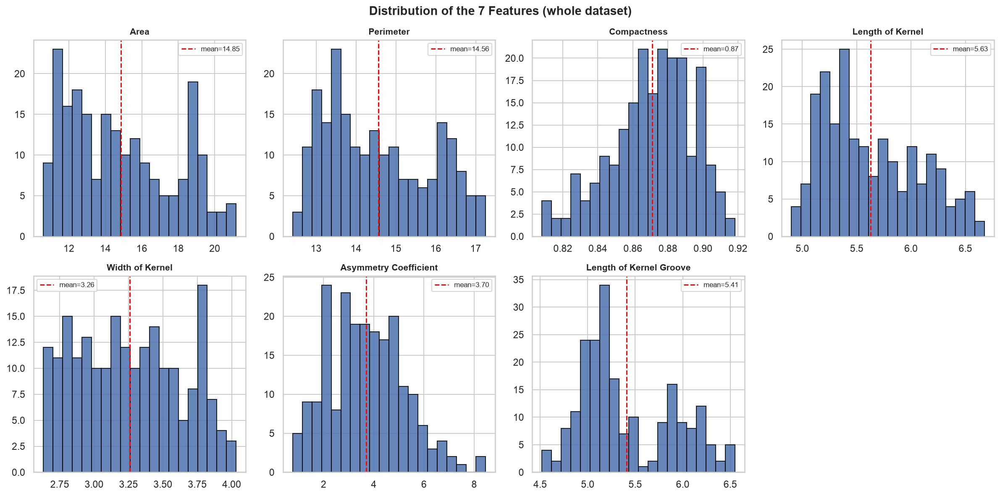 Distribution of the 7 Features (whole dataset)
Area
mean=14.85
20
15
10
5
0
12 14 16 18 20
Perimeter
mean=14.56
20
15
10
5
0
13 14 15 16 17
Compactness
mean=0.87
20.0
17.5
15.0
12.5
10.0
7.5
5.0
2.5
0.0
0.82 0.84 0.86 0.88 0.90 0.92
Length of Kernel
mean=5.63
25
20
15
10
5
0
5.0 5.5 6.0 6.5
Width of Kernel
mean=3.26
17.5
15.0
12.5
10.0
7.5
5.0
2.5
0.0
2.75 3.00 3.25 3.50 3.75 4.00
Asymmetry Coefficient
mean=3.70
25
20
15
10
5
0
2 4 6 8
Length of Kernel Groove
mean=5.41
35
30
25
20
15
10
5
0
4.5 5.0 5.5 6.0 6.5